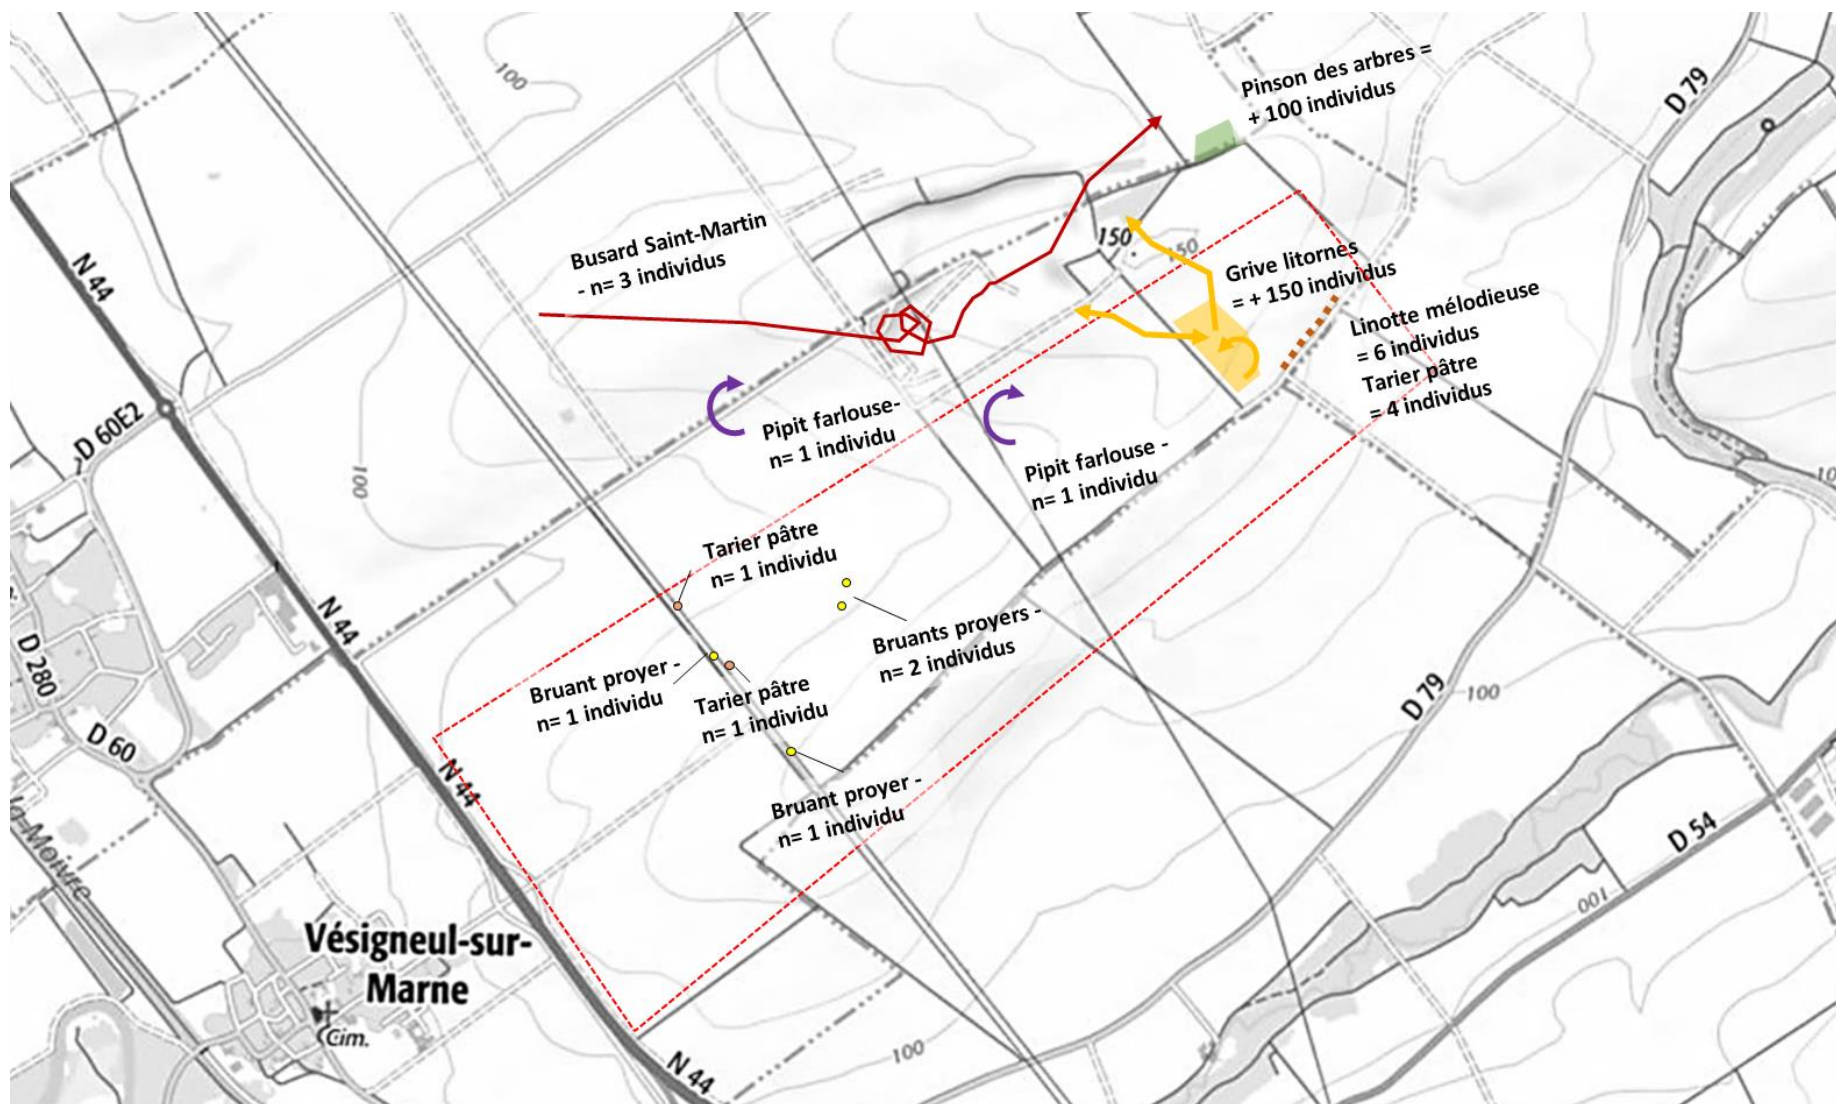 100
Pinson des arbres =
+ 100 individus
D 79
N 44
Busard Saint-Martin
- n= 3 individus
150
150
Grive litornes
= + 150 individus
Linotte mélodieuse
= 6 individus
Tarier pâtre
= 4 individus
D 60E2
100
Pipit farlouse-
n= 1 individu
Pipit farlouse -
n= 1 individu
10
Tarier pâtre
n= 1 individu
N 44
D 280
Bruants proyers -
n= 2 individus
Bruant proyer -
n= 1 individu
Tarier pâtre
n= 1 individu
D 79
100
D 60
N 44
Bruant proyer -
n= 1 individu
D 54
la Moivre
100
Vésigneul-sur-
Marne
Cim.
100
N 44